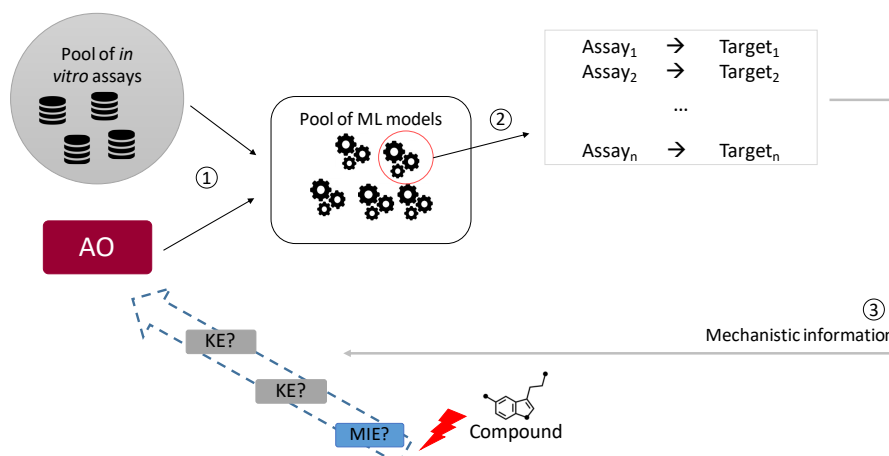 Pool of in
vitro assays
Pool of ML models
①
②
Assay₁ → Target₁
Assay₂ → Target₂
...
Assayₙ → Targetₙ
AO
③
Mechanistic information
KE?
KE?
MIE?
Compound